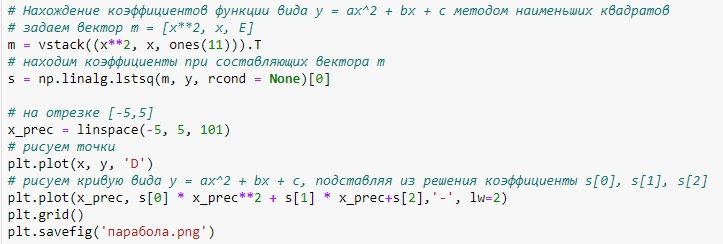 # Нахождение коэффициентов функции вида y = ax^2 + bx + c методом наименьших квадратов
# задаем вектор m = [x**2, x, E]
m = vstack((x**2, x, ones(11))).T
# находим коэффициенты при составляющих вектора m
s = np.linalg.lstsq(m, y, rcond = None)[0]
# на отрезке [-5,5]
x_prec = linspace(-5, 5, 101)
# рисуем точки
plt.plot(x, y, 'D')
# рисуем кривую вида y = ax^2 + bx + c, подставляя из решения коэффициенты s[0], s[1], s[2]
plt.plot(x_prec, s[0] * x_prec**2 + s[1] * x_prec+s[2],'-', lw=2)
plt.grid()
plt.savefig('парабола.png')